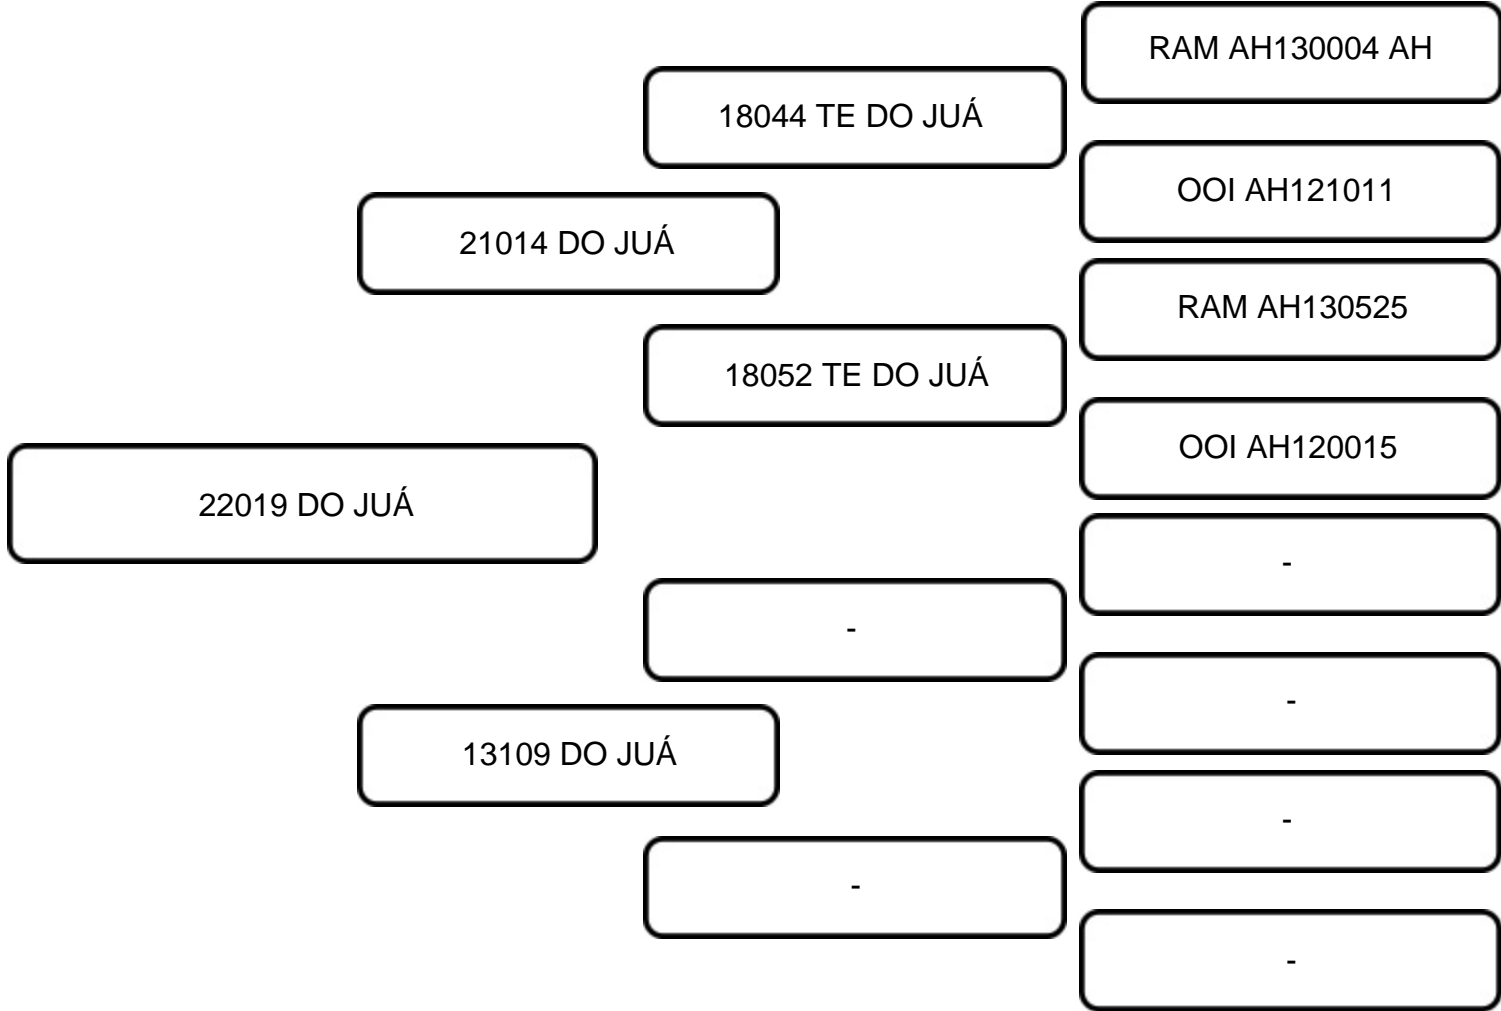 RAM AH130004 AH
18044 TE DO JUÁ
OOI AH121011
21014 DO JUÁ
RAM AH130525
18052 TE DO JUÁ
OOI AH120015
22019 DO JUÁ
-
-
-
13109 DO JUÁ
-
-
-